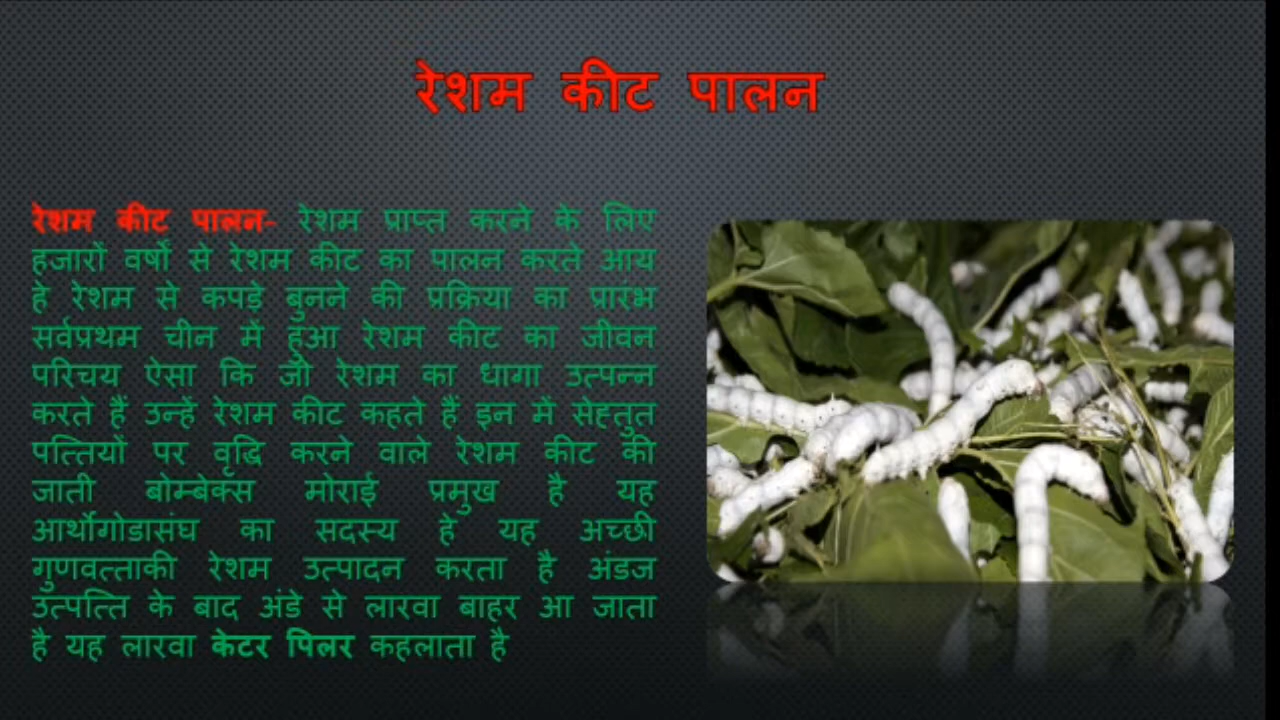 रेशम कीट पालन
रेशम कीट पालन- रेशम प्राप्त करने के लिए
हजारों वर्षों से रेशम कीट का पालन करते आय
हे रेशम से कपड़े बुनने की प्रक्रिया का प्रारंभ
सर्वप्रथम चीन में हुआ रेशम कीट का जीवन
परिचय ऐसा कि जो रेशम का धागा उत्पन्न
करते हैं उन्हें रेशम कीट कहते हैं इन में सेह्तुत
पत्तियों पर वृद्धि करने वाले रेशम कीट की
जाती बोम्बेक्स मोराई प्रमुख है यह
आर्थोगोडासंघ का सदस्य हे यह अच्छी
गुणवत्ताकी रेशम उत्पादन करता है अंडज
उत्पत्ति के बाद अंडे से लारवा बाहर आ जाता
है यह लारवा केटर पिलर कहलाता है